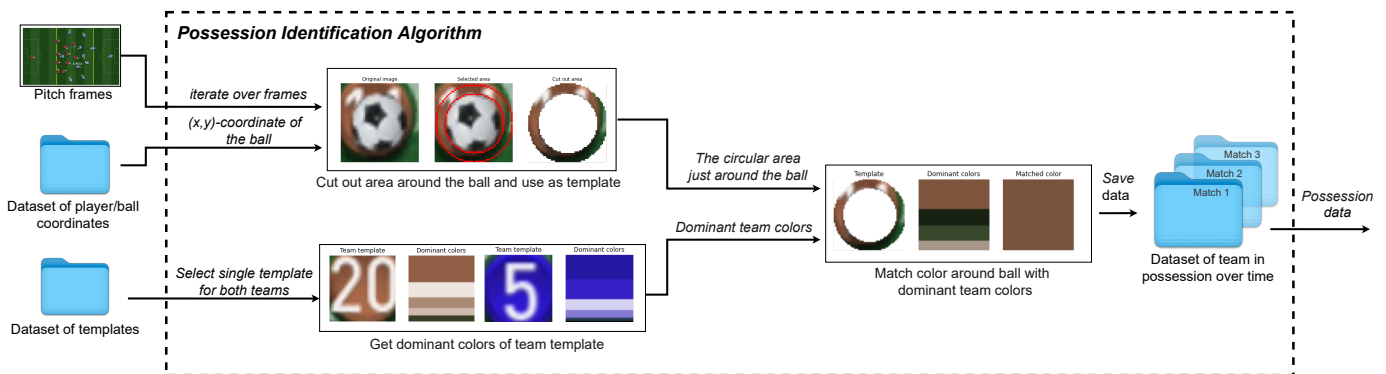 Possession Identification Algorithm
Pitch frames
iterate over frames
(x,y)-coordinate of
the ball
Dataset of player/ball
coordinates
Original image
Selected area
Cut out area
Cut out area around the ball and use as template
Select single template
for both teams
Dataset of templates
Team template
Dominant colors
Team template
Dominant colors
20
5
Get dominant colors of team template
The circular area
just around the ball
Dominant team colors
Template
Dominant colors
Matched color
Match color around ball with
dominant team colors
Save
data
Match 3
Match 2
Match 1
Dataset of team in
possession over time
Possession
data